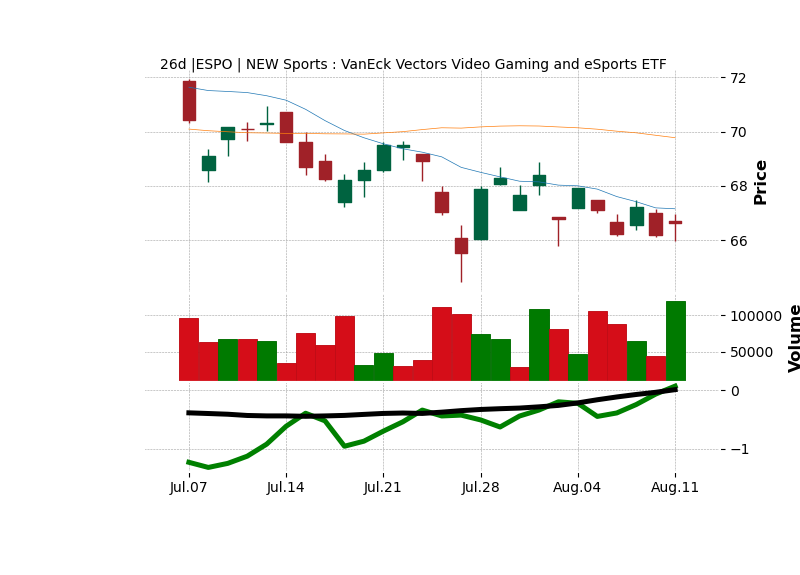 26d |ESPO | NEW Sports : VanEck Vectors Video Gaming and eSports ETF
72
70
68
66
Price
100000
50000
Volume
0
−1
Jul.07
Jul.14
Jul.21
Jul.28
Aug.04
Aug.11